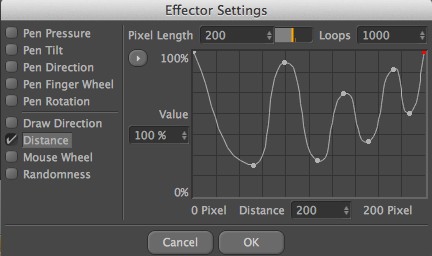 Effector Settings
Pen Pressure
Pen Tilt
Pen Direction
Pen Finger Wheel
Pen Rotation
Draw Direction
Distance
Mouse Wheel
Randomness
Pixel Length 200 Loops 1000
100%
Value
100 %
0%
0 Pixel Distance 200 200 Pixel
Cancel OK